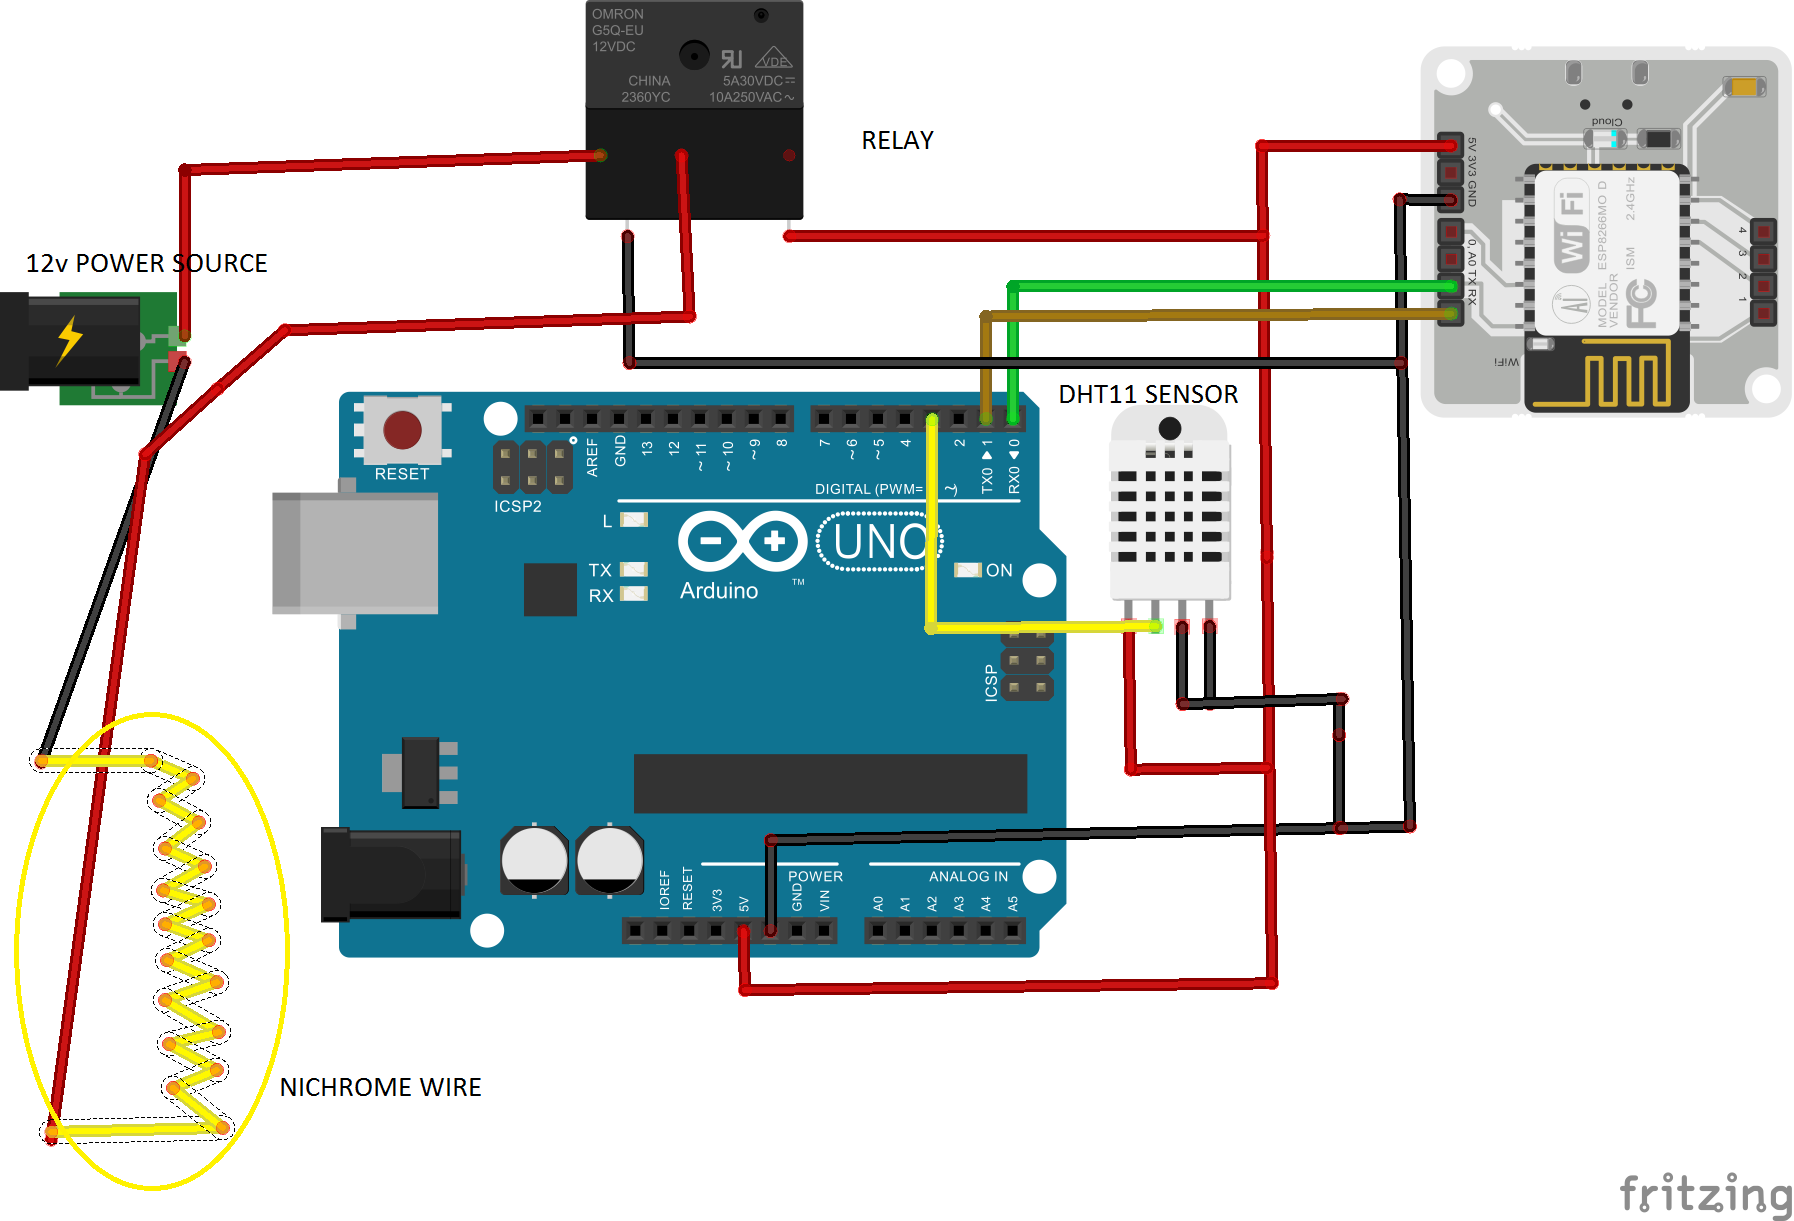 OMRON
G5Q-EU
12VDC
VDE
CHINA 5A30VDC
2360YC 10A250VAC ~
RELAY
12v POWER SOURCE
Cloud
5V 3V3 GND
0, A0 TX RX
WiFi
Wi Fi
MODEL ESP8266MO D
VENDOR
ISM 2.4GHz
FC
AI
4
3
2
1
WiFi
DHT11 SENSOR
RESET
ICSP2
AREF
GND
13
12
~11
~10
~9
8
7
~6
~5
4
2
TX0 ▶ 1
RX0 ◀ 0
DIGITAL (PWM= ~)
L
TX
RX
UNO
Arduino
TM
ON
ICSP
IOREF
RESET
3V3
5V
GND
VIN
POWER
ANALOG IN
A0
A1
A2
A3
A4
A5
NICHROME WIRE
fritzing